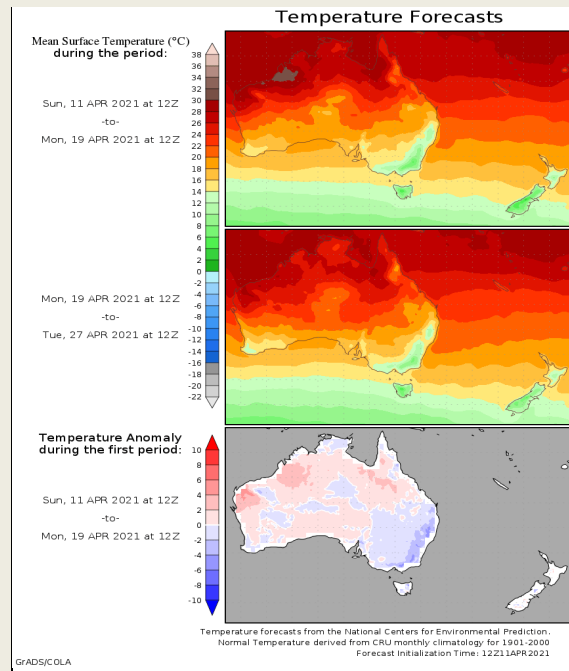 Temperature Forecasts
Mean Surface Temperature (°C)
during the period:
Sun, 11 APR 2021 at 12Z
-to-
Mon, 19 APR 2021 at 12Z
38
36
34
32
30
28
26
24
22
20
18
16
14
12
10
8
6
4
2
0
-2
-4
-6
-8
-10
-12
-14
-16
-18
-20
-22
Mon, 19 APR 2021 at 12Z
-to-
Tue, 27 APR 2021 at 12Z
Temperature Anomaly
during the first period:
Sun, 11 APR 2021 at 12Z
-to-
Mon, 19 APR 2021 at 12Z
10
8
6
4
2
0
-2
-4
-6
-8
-10
Temperature forecasts from the National Centers for Environmental Prediction.
Normal Temperature derived from CRU monthly climatology for 1901-2000
Forecast Initialization Time: 12Z11APR2021
GrADS/COLA